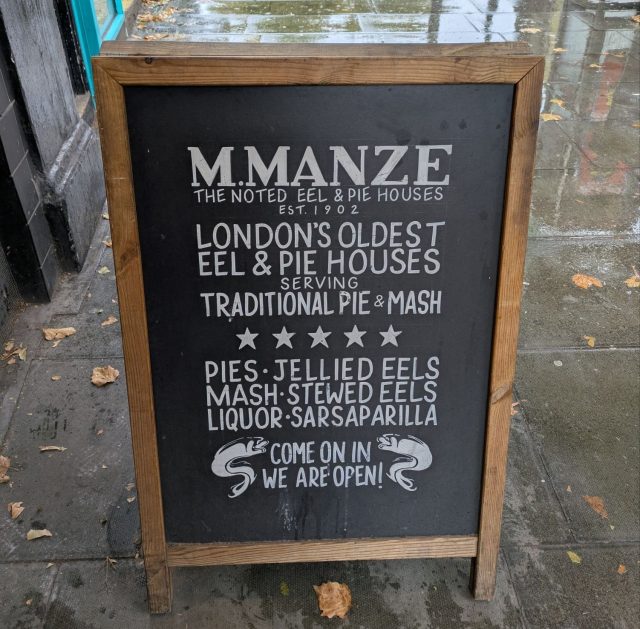 M.MANZE
THE NOTED EEL & PIE HOUSES
EST. 1902
LONDON'S OLDEST
EEL & PIE HOUSES
SERVING
TRADITIONAL PIE & MASH
PIES · JELLIED EELS
MASH · STEWED EELS
LIQUOR · SARSAPARILLA
COME ON IN
WE ARE OPEN!